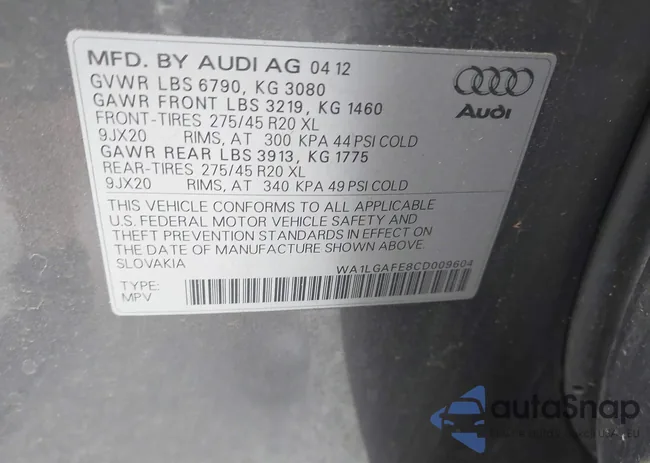 MFD. BY AUDI AG 04 12
GVWR LBS 6790, KG 3080
GAWR FRONT LBS 3219, KG 1460
FRONT-TIRES 275/45 R20 XL
9JX20 RIMS, AT 300 KPA 44 PSI COLD
GAWR REAR LBS 3913, KG 1775
REAR-TIRES 275/45 R20 XL
9JX20 RIMS, AT 340 KPA 49 PSI COLD
Audi
THIS VEHICLE CONFORMS TO ALL APPLICABLE
U.S. FEDERAL MOTOR VEHICLE SAFETY AND
THEFT PREVENTION STANDARDS IN EFFECT ON
THE DATE OF MANUFACTURE SHOWN ABOVE.
SLOVAKIA WA1LGAFE8CD009604
TYPE:
MPV
autoSnap